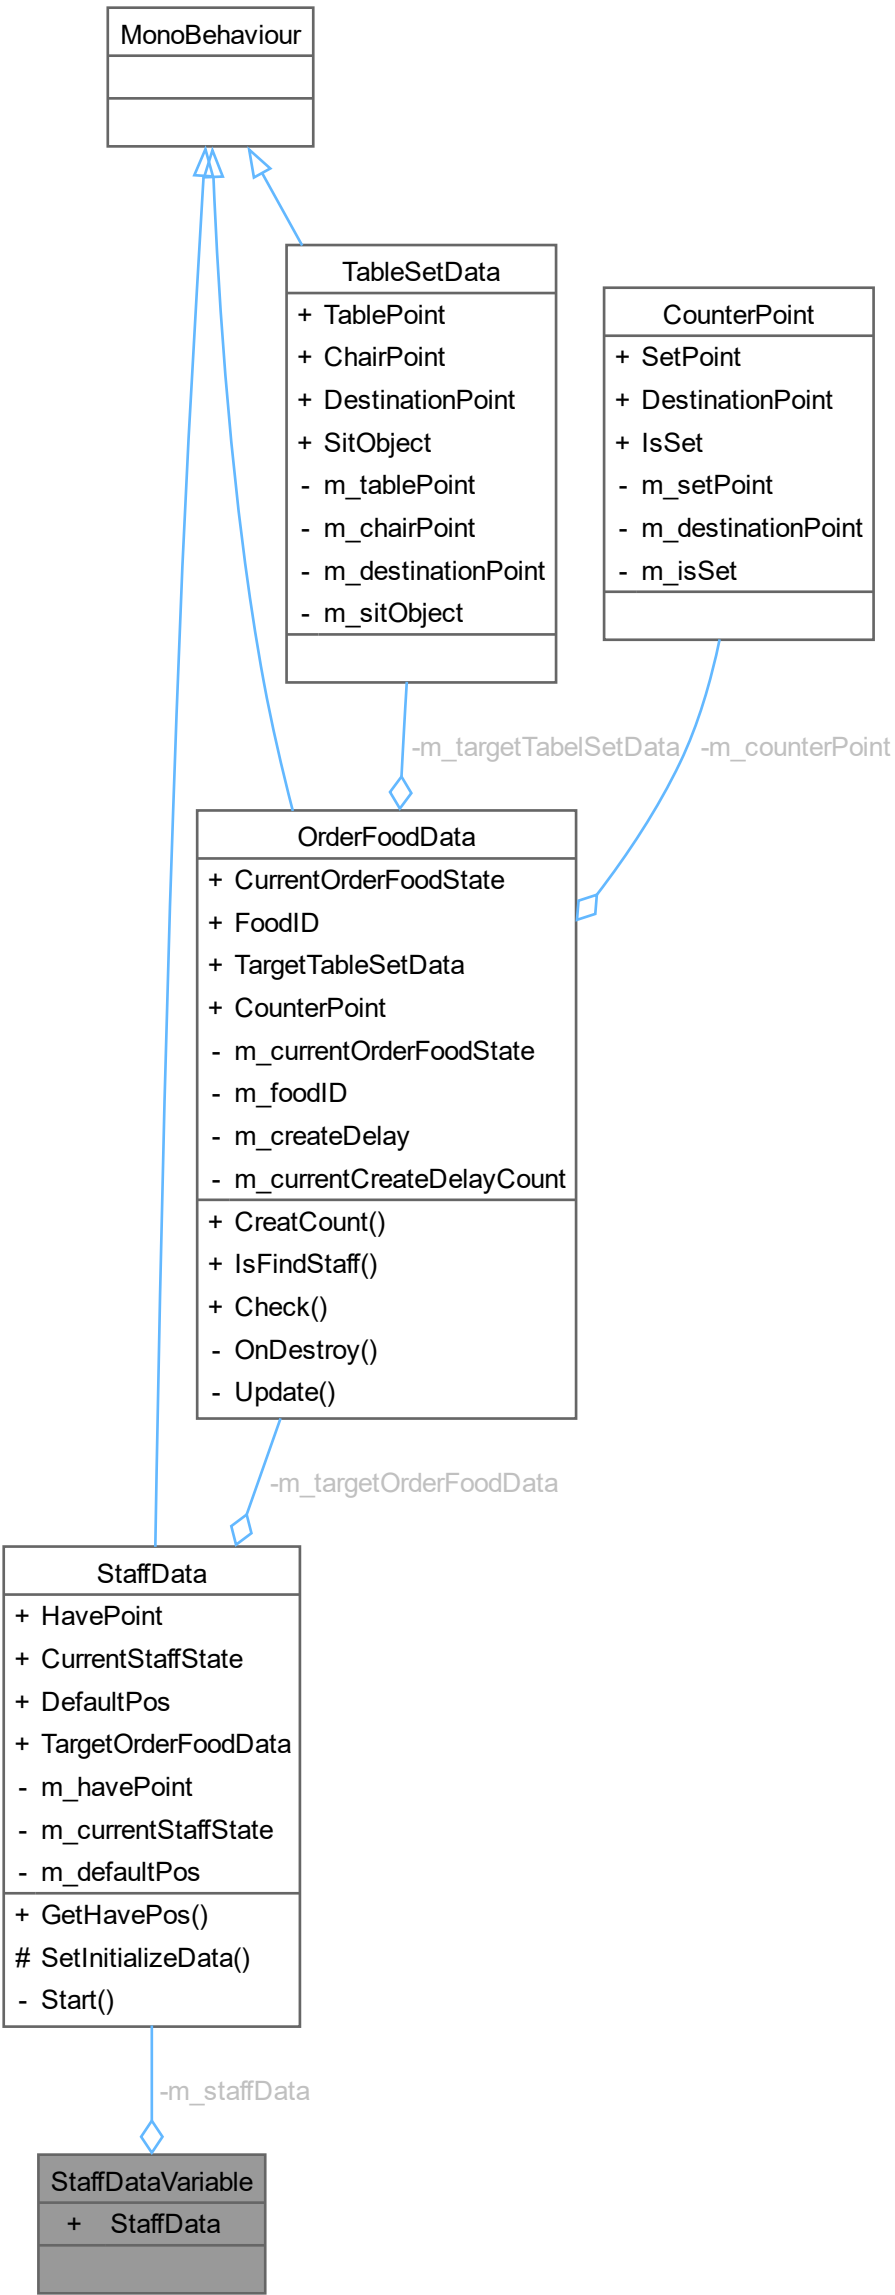 MonoBehaviour
TableSetData
+ TablePoint
+ ChairPoint
+ DestinationPoint
+ SitObject
- m_tablePoint
- m_chairPoint
- m_destinationPoint
- m_sitObject
CounterPoint
+ SetPoint
+ DestinationPoint
+ IsSet
- m_setPoint
- m_destinationPoint
- m_isSet
-m_targetTabelSetData
-m_counterPoint
OrderFoodData
+ CurrentOrderFoodState
+ FoodID
+ TargetTableSetData
+ CounterPoint
- m_currentOrderFoodState
- m_foodID
- m_createDelay
- m_currentCreateDelayCount
+ CreatCount()
+ IsFindStaff()
+ Check()
- OnDestroy()
- Update()
-m_targetOrderFoodData
StaffData
+ HavePoint
+ CurrentStaffState
+ DefaultPos
+ TargetOrderFoodData
- m_havePoint
- m_currentStaffState
- m_defaultPos
+ GetHavePos()
# SetInitializeData()
- Start()
-m_staffData
StaffDataVariable
+ StaffData